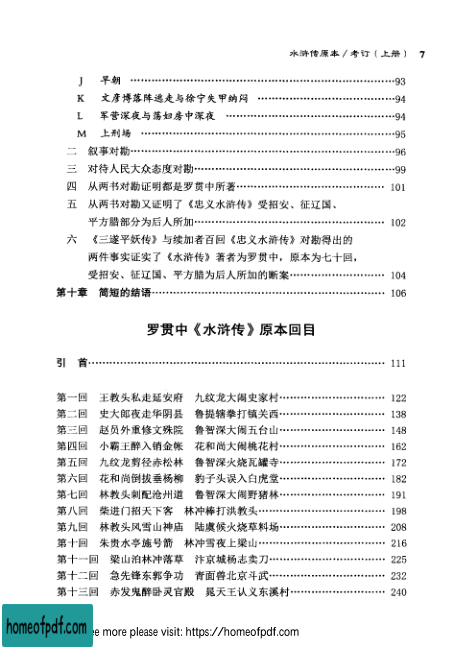 水浒传原本/考订（上册） 7
J 早朝 ……93
K 文彦博落阵逃走与徐宁失甲纳闷 ……94
L 军营深夜与荡妇房中深夜 ……94
M 上刑场 ……95
二 叙事对勘……96
三 对待人民大众态度对勘……99
四 从两书对勘证明都是罗贯中所著…… 101
五 从两书对勘又证明了《忠义水浒传》受招安、征辽国、
平方腊部分为后人所加…… 102
六 《三遂平妖传》与续加者百回《忠义水浒传》对勘得出的
两件事实证实了《水浒传》著者为罗贯中，原本为七十回，
受招安、征辽国、平方腊为后人所加的断案…… 104
第十章 简短的结语…… 106
罗贯中《水浒传》原本回目
引 首…… 111
第一回 王教头私走延安府 九纹龙大闹史家村…… 122
第二回 史大郎夜走华阴县 鲁提辖拳打镇关西…… 138
第三回 赵员外重修文殊院 鲁智深大闹五台山…… 148
第四回 小霸王醉入销金帐 花和尚大闹桃花村…… 162
第五回 九纹龙剪径赤松林 鲁智深火烧瓦罐寺…… 172
第六回 花和尚倒拔垂杨柳 豹子头误入白虎堂…… 182
第七回 林教头刺配沧州道 鲁智深大闹野猪林…… 191
第八回 柴进门招天下客 林冲棒打洪教头…… 198
第九回 林教头风雪山神庙 陆虞候火烧草料场…… 208
第十回 朱贵水亭施号箭 林冲雪夜上梁山…… 216
第十一回 梁山泊林冲落草 汴京城杨志卖刀…… 225
第十二回 急先锋东郭争功 青面兽北京斗武…… 232
第十三回 赤发鬼醉卧灵官殿 晁天王认义东溪村…… 240
homeofpdf.com
ee more please visit: https://homeofpdf.com